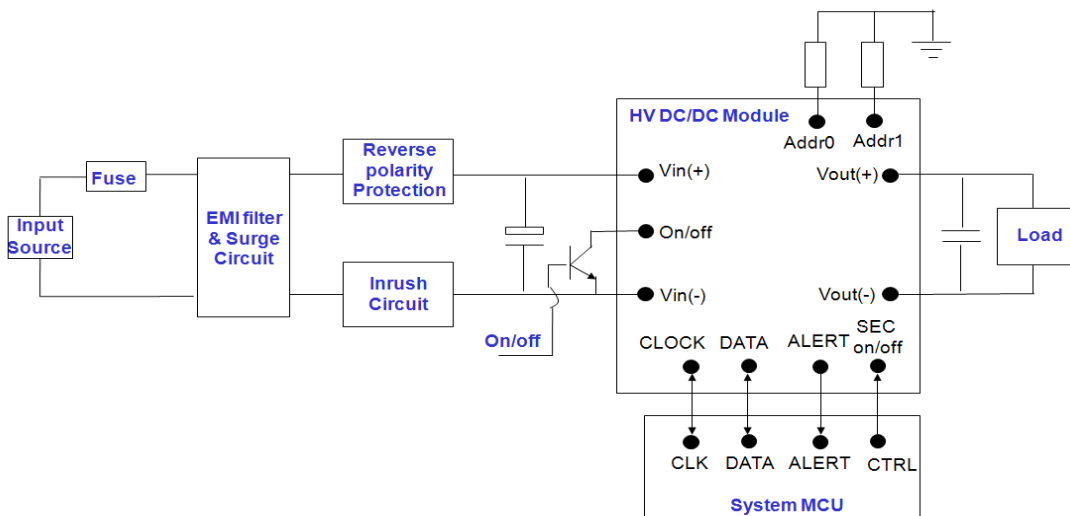 HV DC/DC Module
Addr0
Addr1
Reverse
polarity
Protection
Vin(+)
Vout(+)
Fuse
Input
Source
EMI filter
& Surge
Circuit
On/off
Load
Inrush
Circuit
Vin(-)
Vout(-)
On/off
CLOCK
DATA
ALERT
SEC
on/off
CLK
DATA
ALERT
CTRL
System MCU